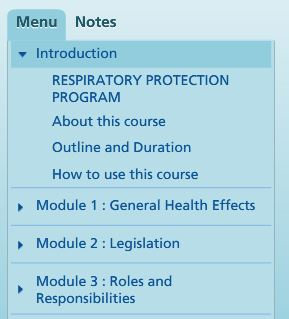 Menu Notes
Introduction
RESPIRATORY PROTECTION
PROGRAM
About this course
Outline and Duration
How to use this course
Module 1 : General Health Effects
Module 2 : Legislation
Module 3 : Roles and
Responsibilities